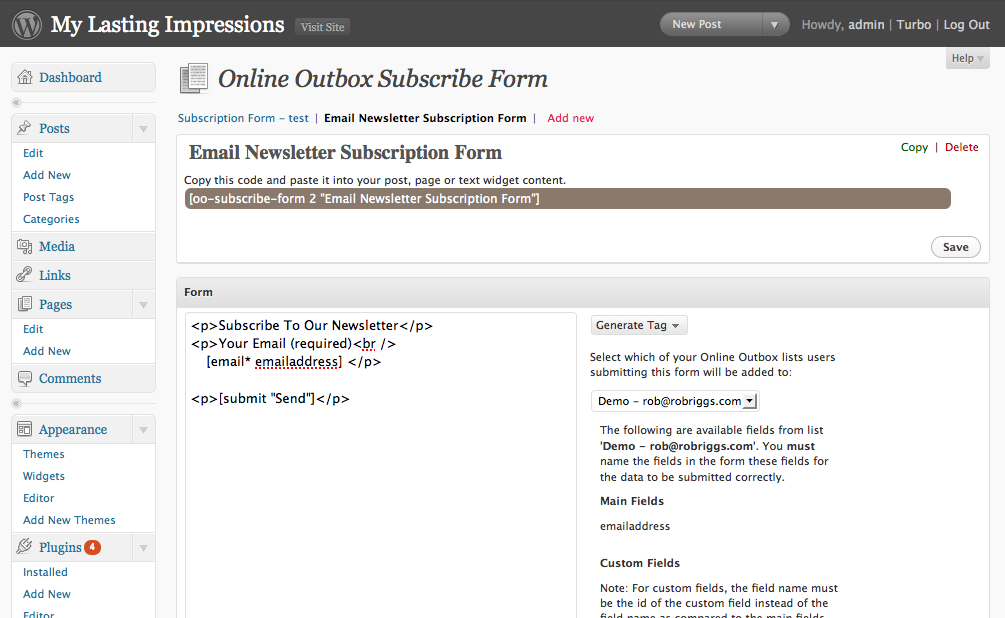 My Lasting Impressions Visit Site New Post Howdy, admin | Turbo | Log Out
Help
Dashboard
Posts
Edit
Add New
Post Tags
Categories
Media
Links
Pages
Edit
Add New
Comments
Appearance
Themes
Widgets
Editor
Add New Themes
Plugins 4
Installed
Add New
Editor
Online Outbox Subscribe Form
Subscription Form – test | Email Newsletter Subscription Form | Add new
Email Newsletter Subscription Form
Copy | Delete
Copy this code and paste it into your post, page or text widget content.
[oo-subscribe-form 2 "Email Newsletter Subscription Form"]
Save
Form
<p>Subscribe To Our Newsletter</p>
<p>Your Email (required)<br />
[email* emailaddress] </p>
<p>[submit "Send"]</p>
Generate Tag
Select which of your Online Outbox lists users
submitting this form will be added to:
Demo – rob@robriggs.com
The following are available fields from list
'Demo – rob@robriggs.com'. You must
name the fields in the form these fields for
the data to be submitted correctly.
Main Fields
emailaddress
Custom Fields
Note: For custom fields, the field name must
be the id of the custom field instead of the
field name as compared to the main fields